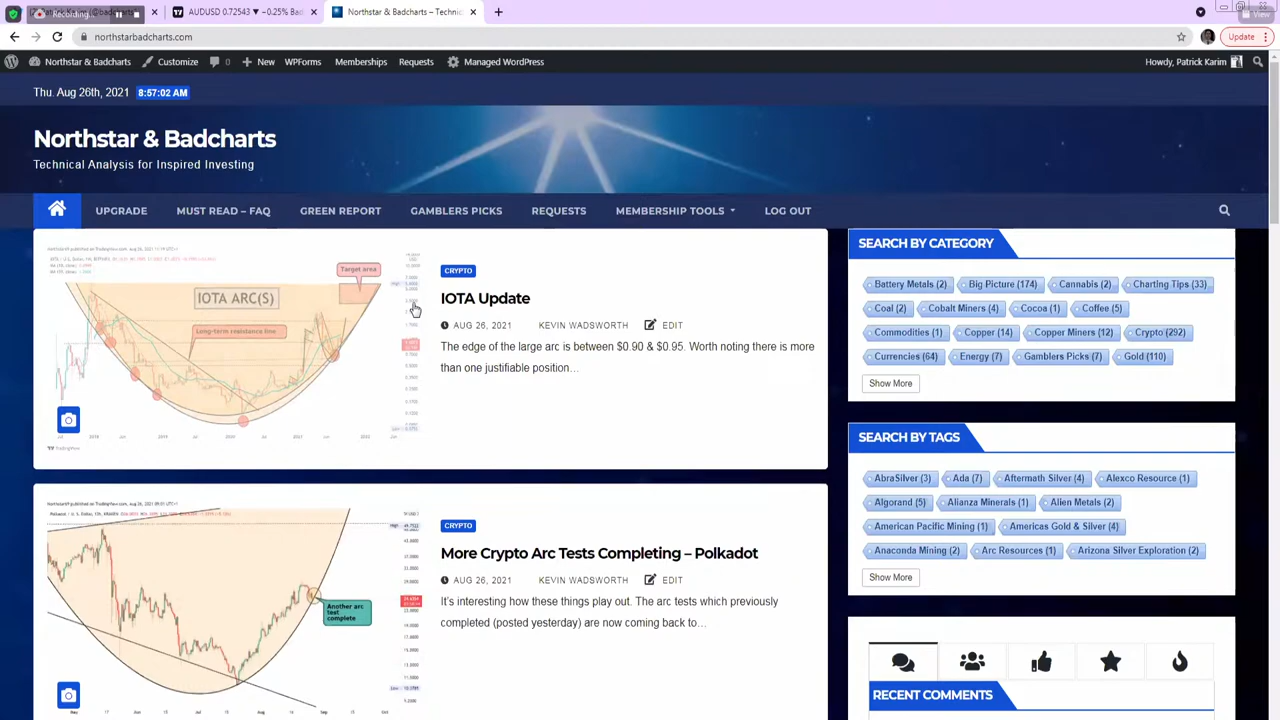 Recording...
AUDUSD 0.72543 ▼ −0.25% Bad
Northstar & Badcharts – Technic
northstarbadcharts.com
Update
View
Northstar & Badcharts
Customize
0
New
WPForms
Memberships
Requests
Managed WordPress
Howdy, Patrick Karim
Thu. Aug 26th, 2021 8:57:02 AM
Northstar & Badcharts
Technical Analysis for Inspired Investing
UPGRADE
MUST READ – FAQ
GREEN REPORT
GAMBLERS PICKS
REQUESTS
MEMBERSHIP TOOLS
LOG OUT
Target area
IOTA ARC(S)
Long-term resistance line
2018
2019
2020
2021
2022
TradingView
CRYPTO
IOTA Update
AUG 26, 2021 KEVIN WADSWORTH EDIT
The edge of the large arc is between $0.90 & $0.95. Worth noting there is more
than one justifiable position…
Another arc
test
complete
CRYPTO
More Crypto Arc Tests Completing – Polkadot
AUG 26, 2021 KEVIN WADSWORTH EDIT
It's interesting how these things play out. The arc tests which previously
completed (posted yesterday) are now coming back to…
SEARCH BY CATEGORY
Battery Metals (2) Big Picture (174) Cannabis (2) Charting Tips (33)
Coal (2) Cobalt Miners (4) Cocoa (1) Coffee (5)
Commodities (1) Copper (14) Copper Miners (12) Crypto (292)
Currencies (64) Energy (7) Gamblers Picks (7) Gold (110)
Show More
SEARCH BY TAGS
AbraSilver (3) Ada (7) Aftermath Silver (4) Alexco Resource (1)
Algorand (5) Alianza Minerals (1) Alien Metals (2)
American Pacific Mining (1) Americas Gold & Silver (2)
Anaconda Mining (2) Arc Resources (1) Arizona Silver Exploration (2)
Show More
RECENT COMMENTS